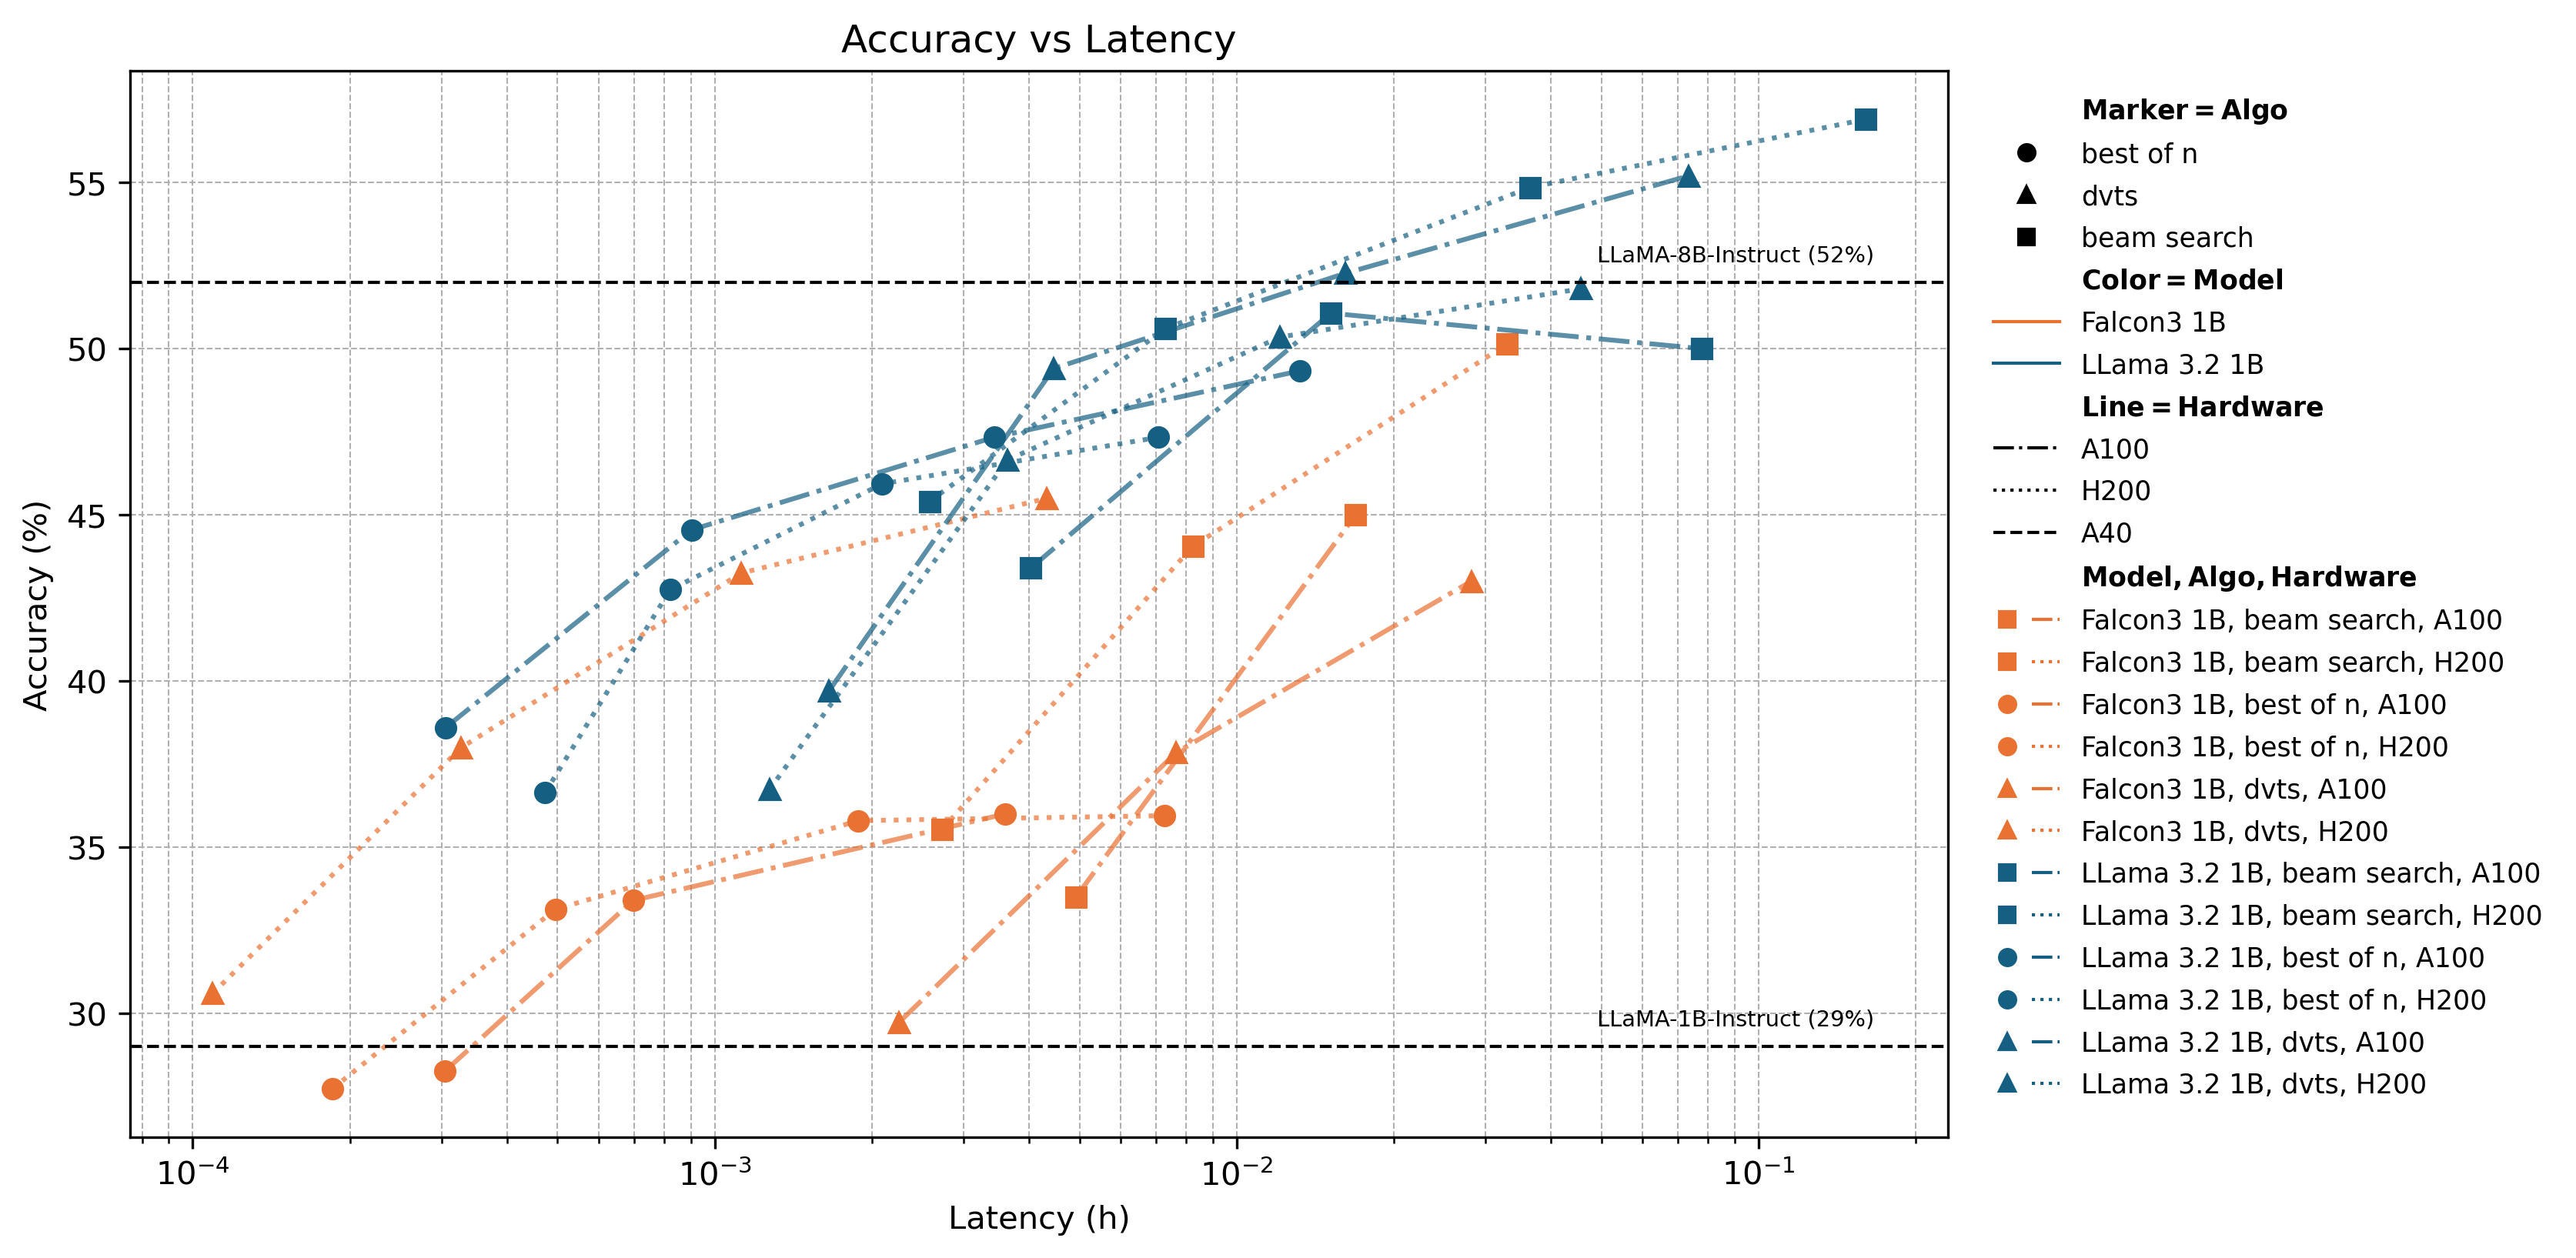 Accuracy vs Latency
Accuracy (%)
55
50
45
40
35
30
LLaMA-8B-Instruct (52%)
LLaMA-1B-Instruct (29%)
10⁻⁴
10⁻³
10⁻²
10⁻¹
Latency (h)
Marker = Algo
best of n
dvts
beam search
Color = Model
Falcon3 1B
LLama 3.2 1B
Line = Hardware
A100
H200
A40
Model, Algo, Hardware
Falcon3 1B, beam search, A100
Falcon3 1B, beam search, H200
Falcon3 1B, best of n, A100
Falcon3 1B, best of n, H200
Falcon3 1B, dvts, A100
Falcon3 1B, dvts, H200
LLama 3.2 1B, beam search, A100
LLama 3.2 1B, beam search, H200
LLama 3.2 1B, best of n, A100
LLama 3.2 1B, best of n, H200
LLama 3.2 1B, dvts, A100
LLama 3.2 1B, dvts, H200